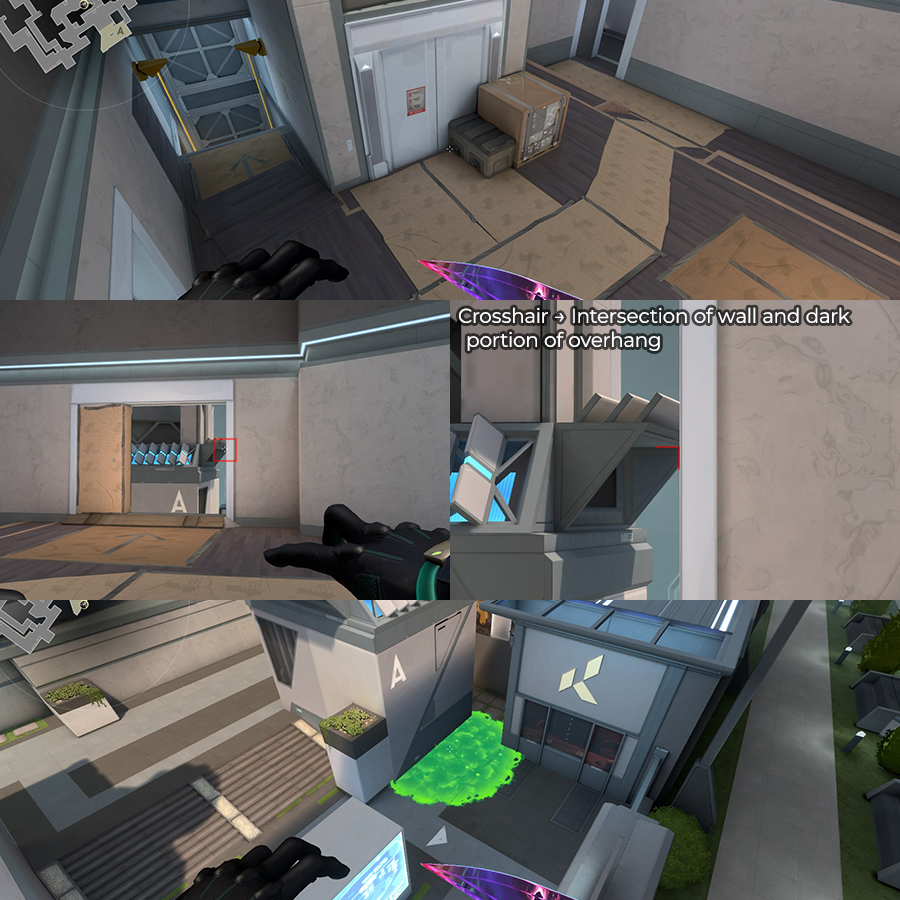 - A
Crosshair → Intersection of wall and dark
portion of overhang
A
A